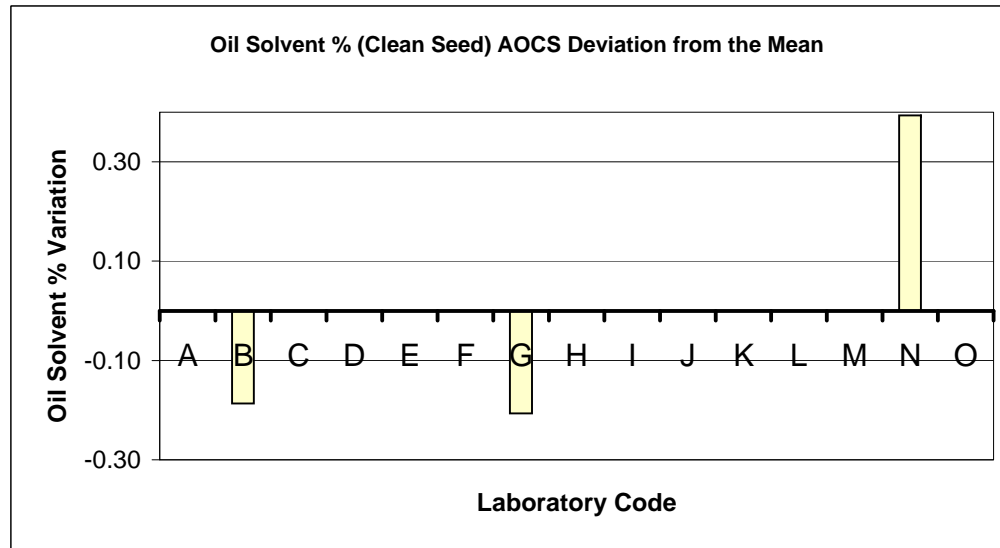 Oil Solvent % (Clean Seed) AOCS Deviation from the Mean
Oil Solvent % Variation
0.30
0.10
-0.10
-0.30
A B C D E F G H I J K L M N O
Laboratory Code